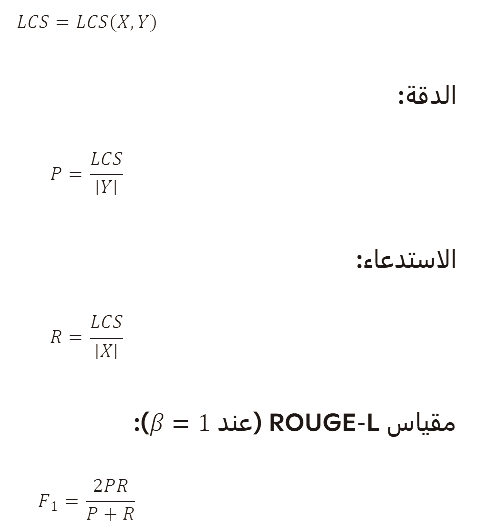 LCS = LCS(X,Y)
الدقة:
P = LCS / |Y|
الاستدعاء:
R = LCS / |X|
مقياس ROUGE-L (عند β = 1):
F₁ = 2PR / P + R